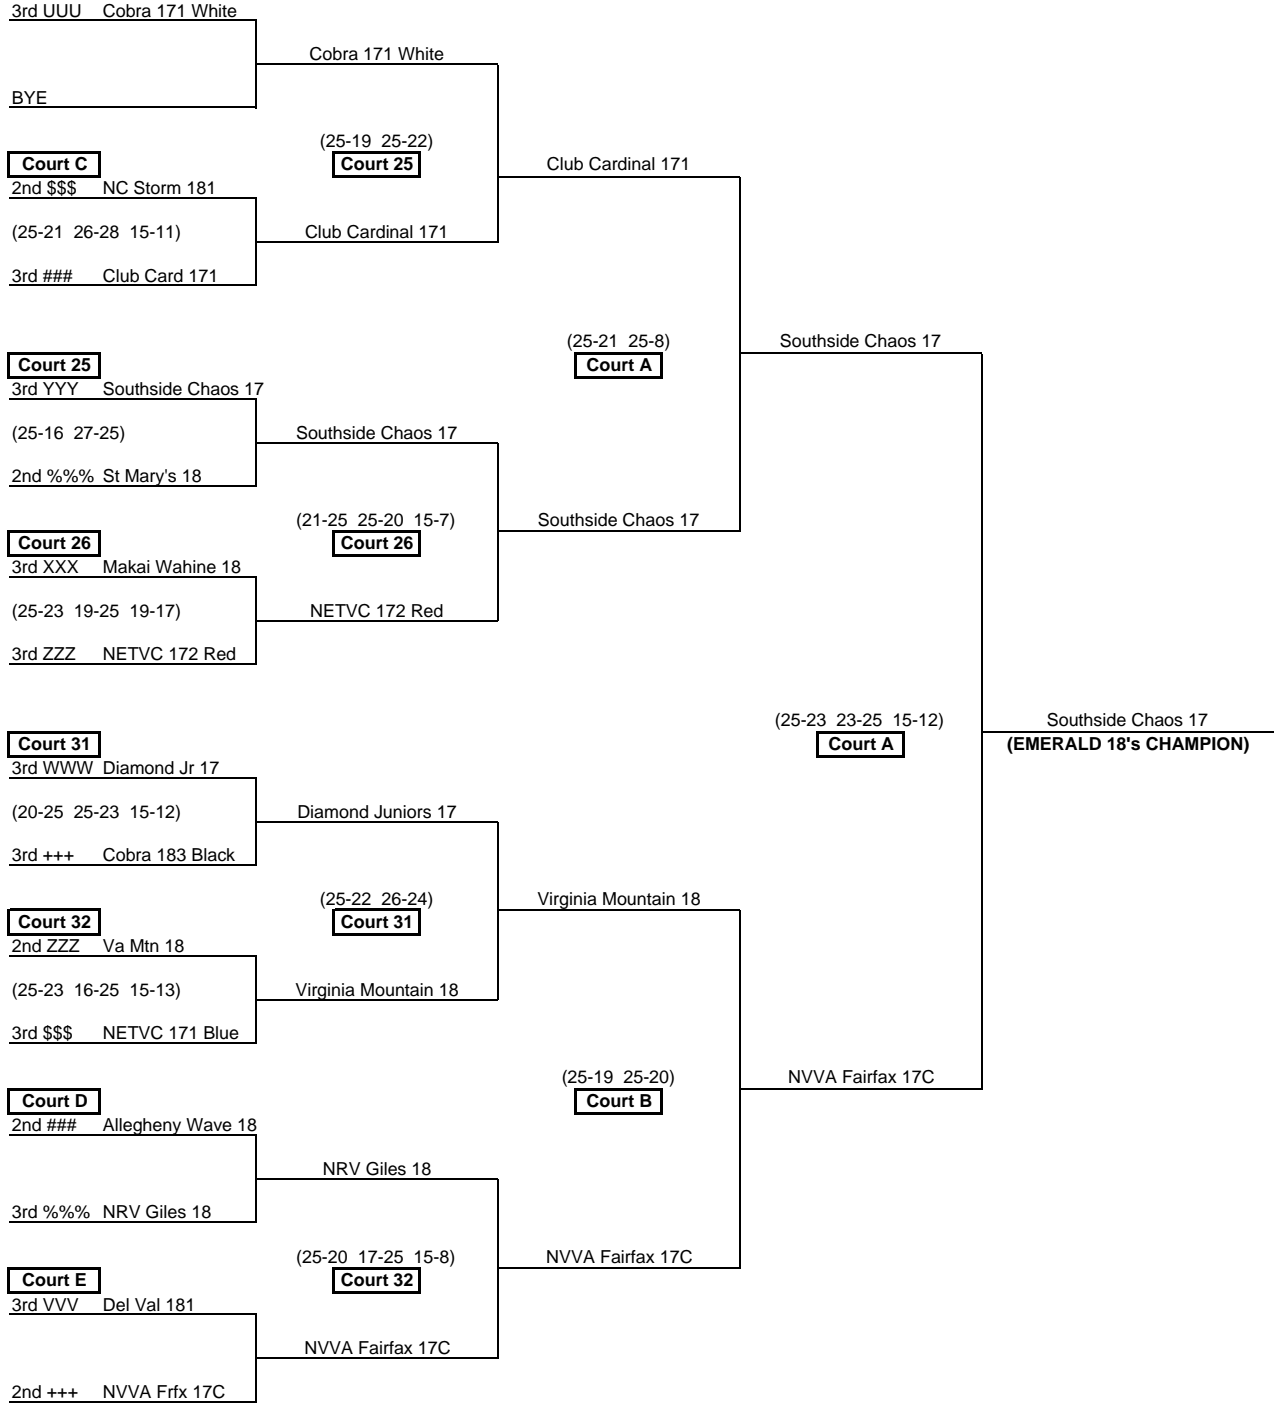 3rd UUU Cobra 171 White
Cobra 171 White
BYE
(25-19 25-22)
Court C
Court 25
Club Cardinal 171
2nd $$$ NC Storm 181
(25-21 26-28 15-11)
Club Cardinal 171
3rd ### Club Card 171
(25-21 25-8)
Southside Chaos 17
Court 25
Court A
3rd YYY Southside Chaos 17
(25-16 27-25)
Southside Chaos 17
2nd %%% St Mary's 18
(21-25 25-20 15-7)
Southside Chaos 17
Court 26
Court 26
3rd XXX Makai Wahine 18
(25-23 19-25 19-17)
NETVC 172 Red
3rd ZZZ NETVC 172 Red
(25-23 23-25 15-12)
Southside Chaos 17
Court 31
Court A
(EMERALD 18's CHAMPION)
3rd WWW Diamond Jr 17
(20-25 25-23 15-12)
Diamond Juniors 17
3rd +++ Cobra 183 Black
(25-22 26-24)
Virginia Mountain 18
Court 32
Court 31
2nd ZZZ Va Mtn 18
(25-23 16-25 15-13)
Virginia Mountain 18
3rd $$$ NETVC 171 Blue
(25-19 25-20)
NVVA Fairfax 17C
Court D
Court B
2nd ### Allegheny Wave 18
NRV Giles 18
3rd %%% NRV Giles 18
(25-20 17-25 15-8)
NVVA Fairfax 17C
Court E
Court 32
3rd VVV Del Val 181
NVVA Fairfax 17C
2nd +++ NVVA Frfx 17C